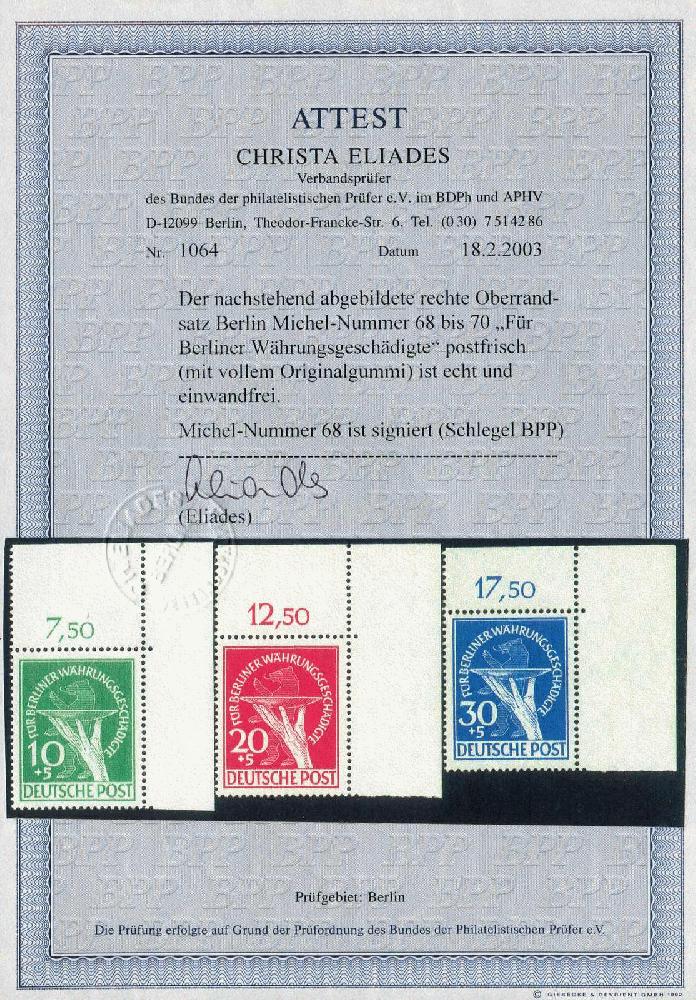 ATTEST
CHRISTA ELIADES
Verbandsprüfer
des Bundes der philatelistischen Prüfer e.V. im BDPh und APHV
D-12099 Berlin, Theodor-Francke-Str. 6. Tel. (030) 7514286
Nr. 1064 Datum 18.2.2003
Der nachstehend abgebildete rechte Oberrand-
satz Berlin Michel-Nummer 68 bis 70 „Für
Berliner Währungsgeschädigte“ postfrisch
(mit vollem Originalgummi) ist echt und
einwandfrei.
Michel-Nummer 68 ist signiert (Schlegel BPP)
Eliades
(Eliades)
7,50 12,50 17,50
FÜR BERLINER WÄHRUNGSGESCHÄDIGTE
10
+5
DEUTSCHE POST
FÜR BERLINER WÄHRUNGSGESCHÄDIGTE
20
+5
DEUTSCHE POST
FÜR BERLINER WÄHRUNGSGESCHÄDIGTE
30
+5
DEUTSCHE POST
Prüfgebiet: Berlin
Die Prüfung erfolgte auf Grund der Prüfordnung des Bundes der Philatelistischen Prüfer e.V.
© GIESECKE & DEVRIENT GMBH